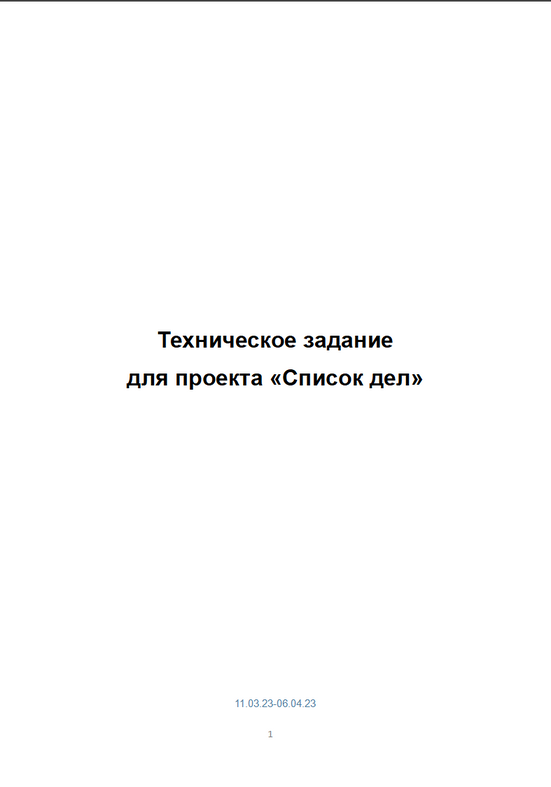 Техническое задание
для проекта «Список дел»
11.03.23-06.04.23
1